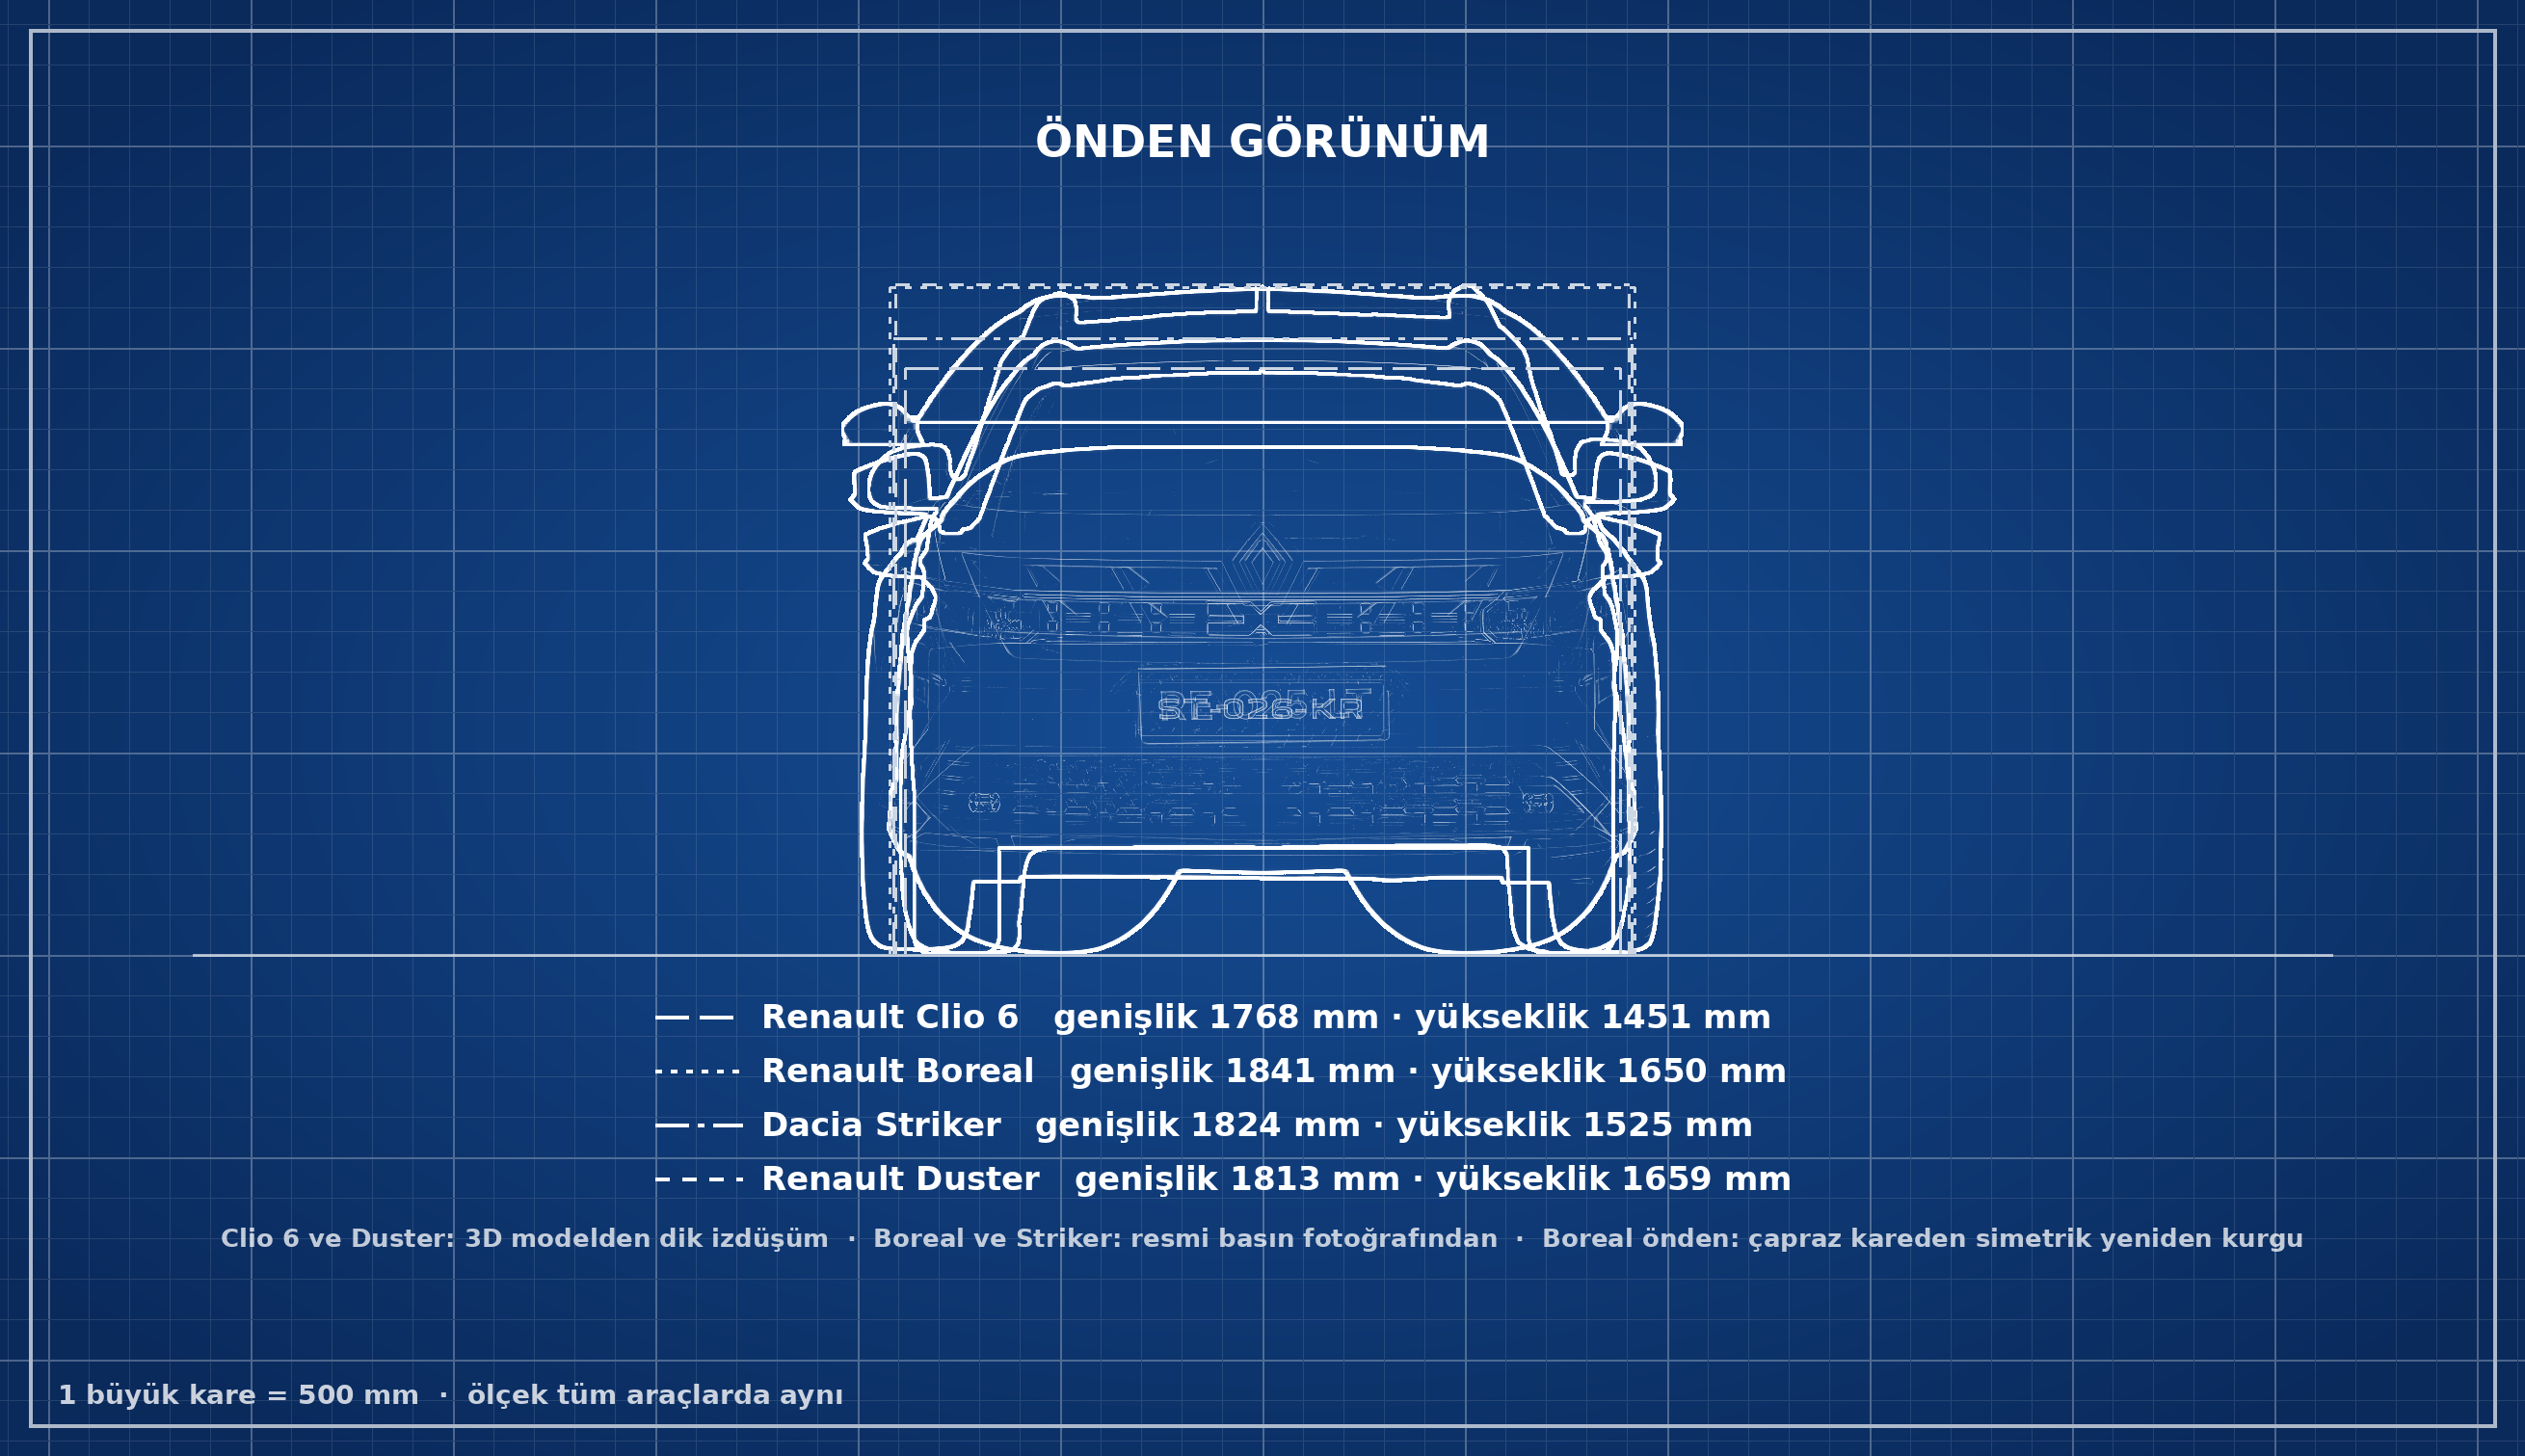 ÖNDEN GÖRÜNÜM
Renault Clio 6 genişlik 1768 mm · yükseklik 1451 mm
Renault Boreal genişlik 1841 mm · yükseklik 1650 mm
Dacia Striker genişlik 1824 mm · yükseklik 1525 mm
Renault Duster genişlik 1813 mm · yükseklik 1659 mm
Clio 6 ve Duster: 3D modelden dik izdüşüm · Boreal ve Striker: resmi basın fotoğrafından · Boreal önden: çapraz kareden simetrik yeniden kurgu
1 büyük kare = 500 mm · ölçek tüm araçlarda aynı